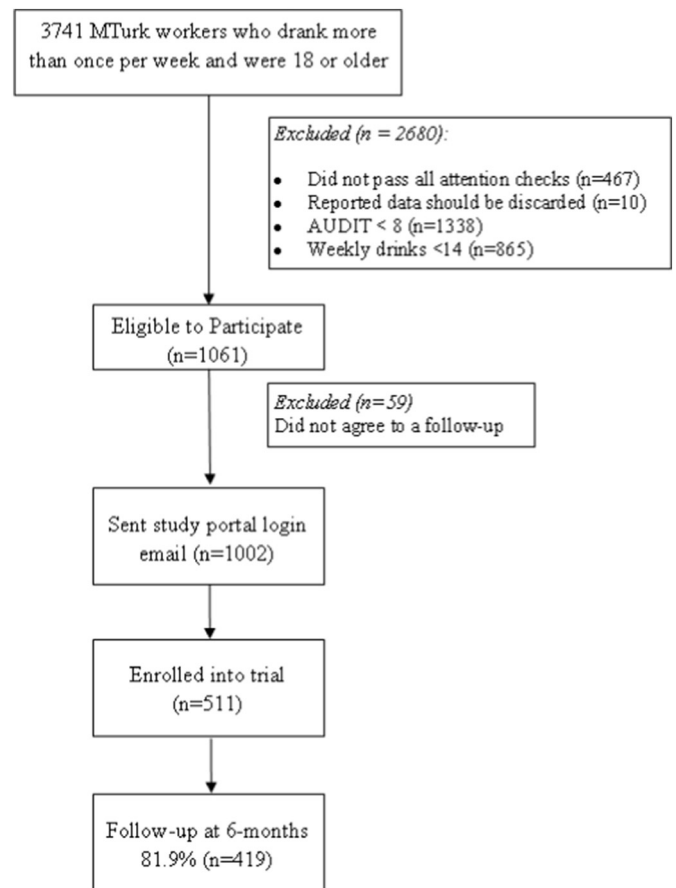 3741 MTurk workers who drank more
than once per week and were 18 or older
Excluded (n = 2680):
• Did not pass all attention checks (n=467)
• Reported data should be discarded (n=10)
• AUDIT < 8 (n=1338)
• Weekly drinks <14 (n=865)
Eligible to Participate
(n=1061)
Excluded (n=59)
Did not agree to a follow-up
Sent study portal login
email (n=1002)
Enrolled into trial
(n=511)
Follow-up at 6-months
81.9% (n=419)